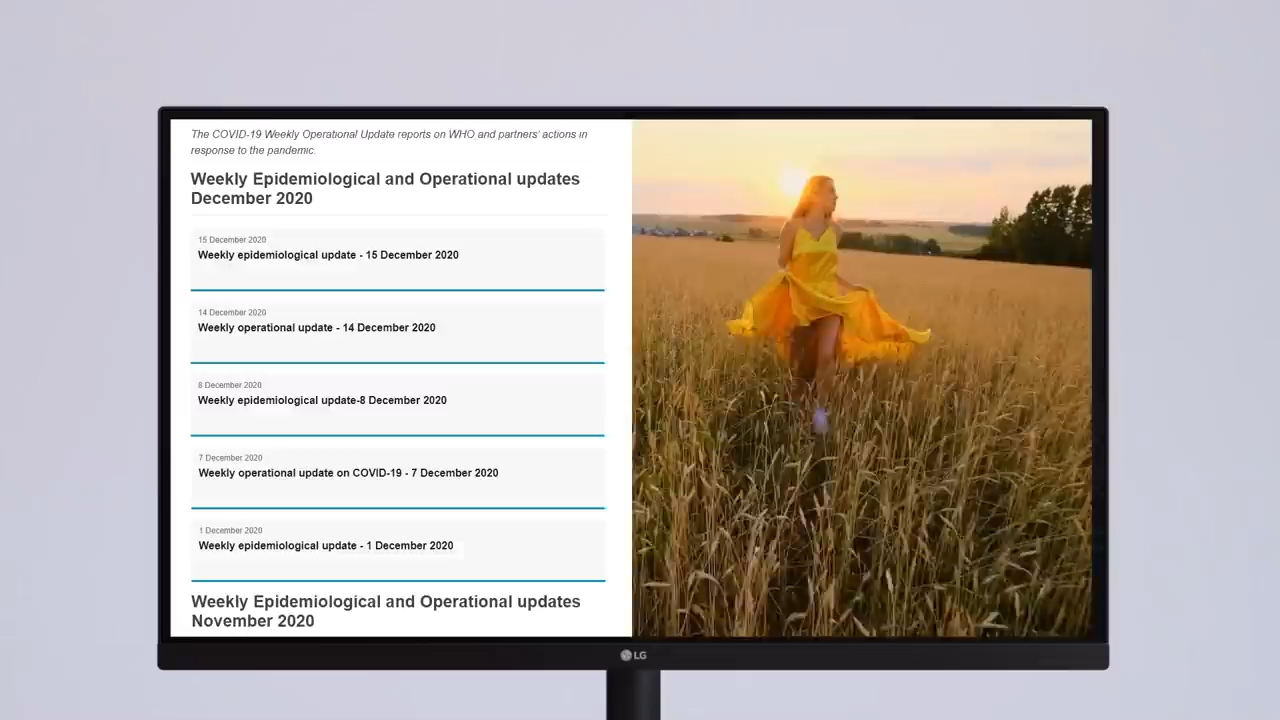 The COVID-19 Weekly Operational Update reports on WHO and partners' actions in
response to the pandemic.
Weekly Epidemiological and Operational updates
December 2020
15 December 2020
Weekly epidemiological update - 15 December 2020
14 December 2020
Weekly operational update - 14 December 2020
8 December 2020
Weekly epidemiological update-8 December 2020
7 December 2020
Weekly operational update on COVID-19 - 7 December 2020
1 December 2020
Weekly epidemiological update - 1 December 2020
Weekly Epidemiological and Operational updates
November 2020
LG